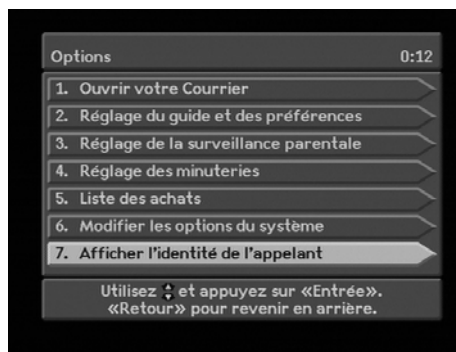 Options 0:12
1. Ouvrir votre Courrier
2. Réglage du guide et des préférences
3. Réglage de la surveillance parentale
4. Réglage des minuteries
5. Liste des achats
6. Modifier les options du système
7. Afficher l'identité de l'appelant
Utilisez et appuyez sur «Entrée».
«Retour» pour revenir en arrière.